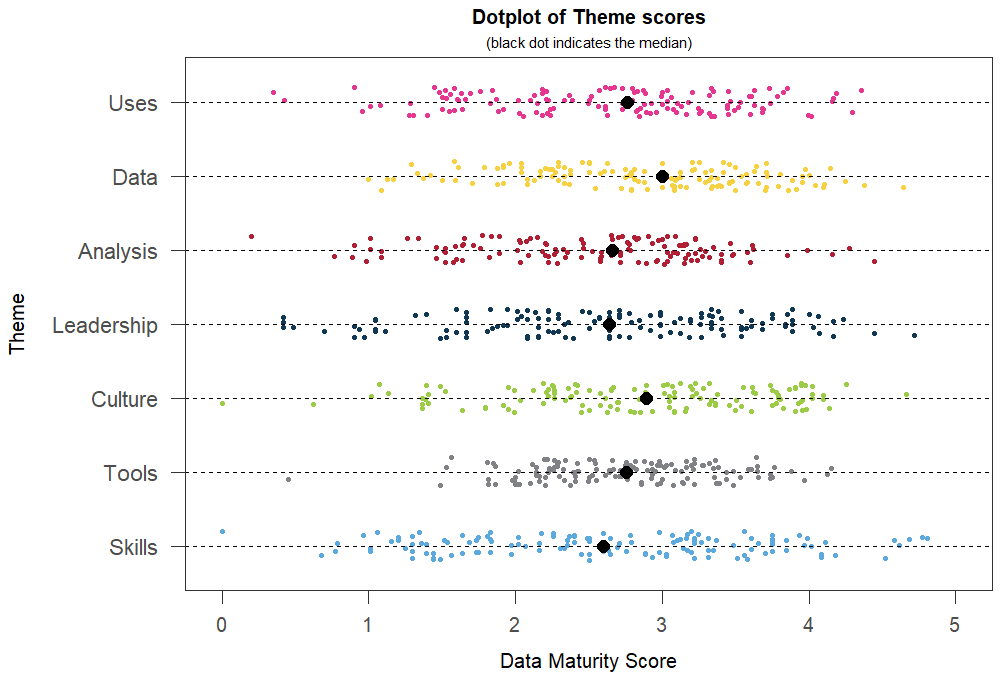 Dotplot of Theme scores
(black dot indicates the median)
Uses
Data
Analysis
Leadership
Culture
Tools
Skills
Theme
0 1 2 3 4 5
Data Maturity Score